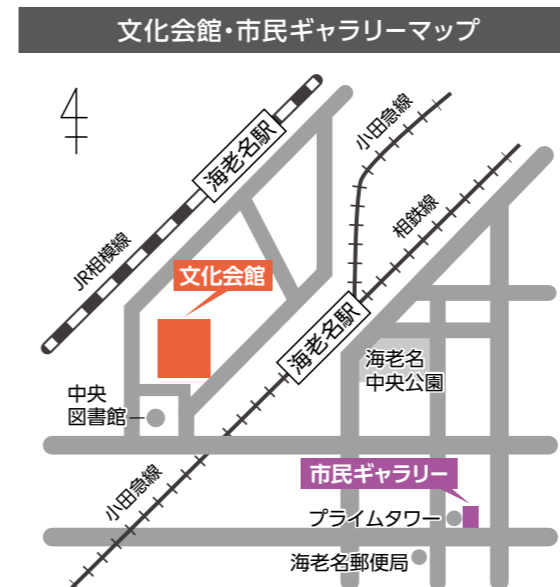 文化会館・市民ギャラリーマップ
4
海老名駅
小田急線
JR相模線
相鉄線
文化会館
海老名駅
海老名
中央公園
中央
図書館
小田急線
市民ギャラリー
プライムタワー
海老名郵便局